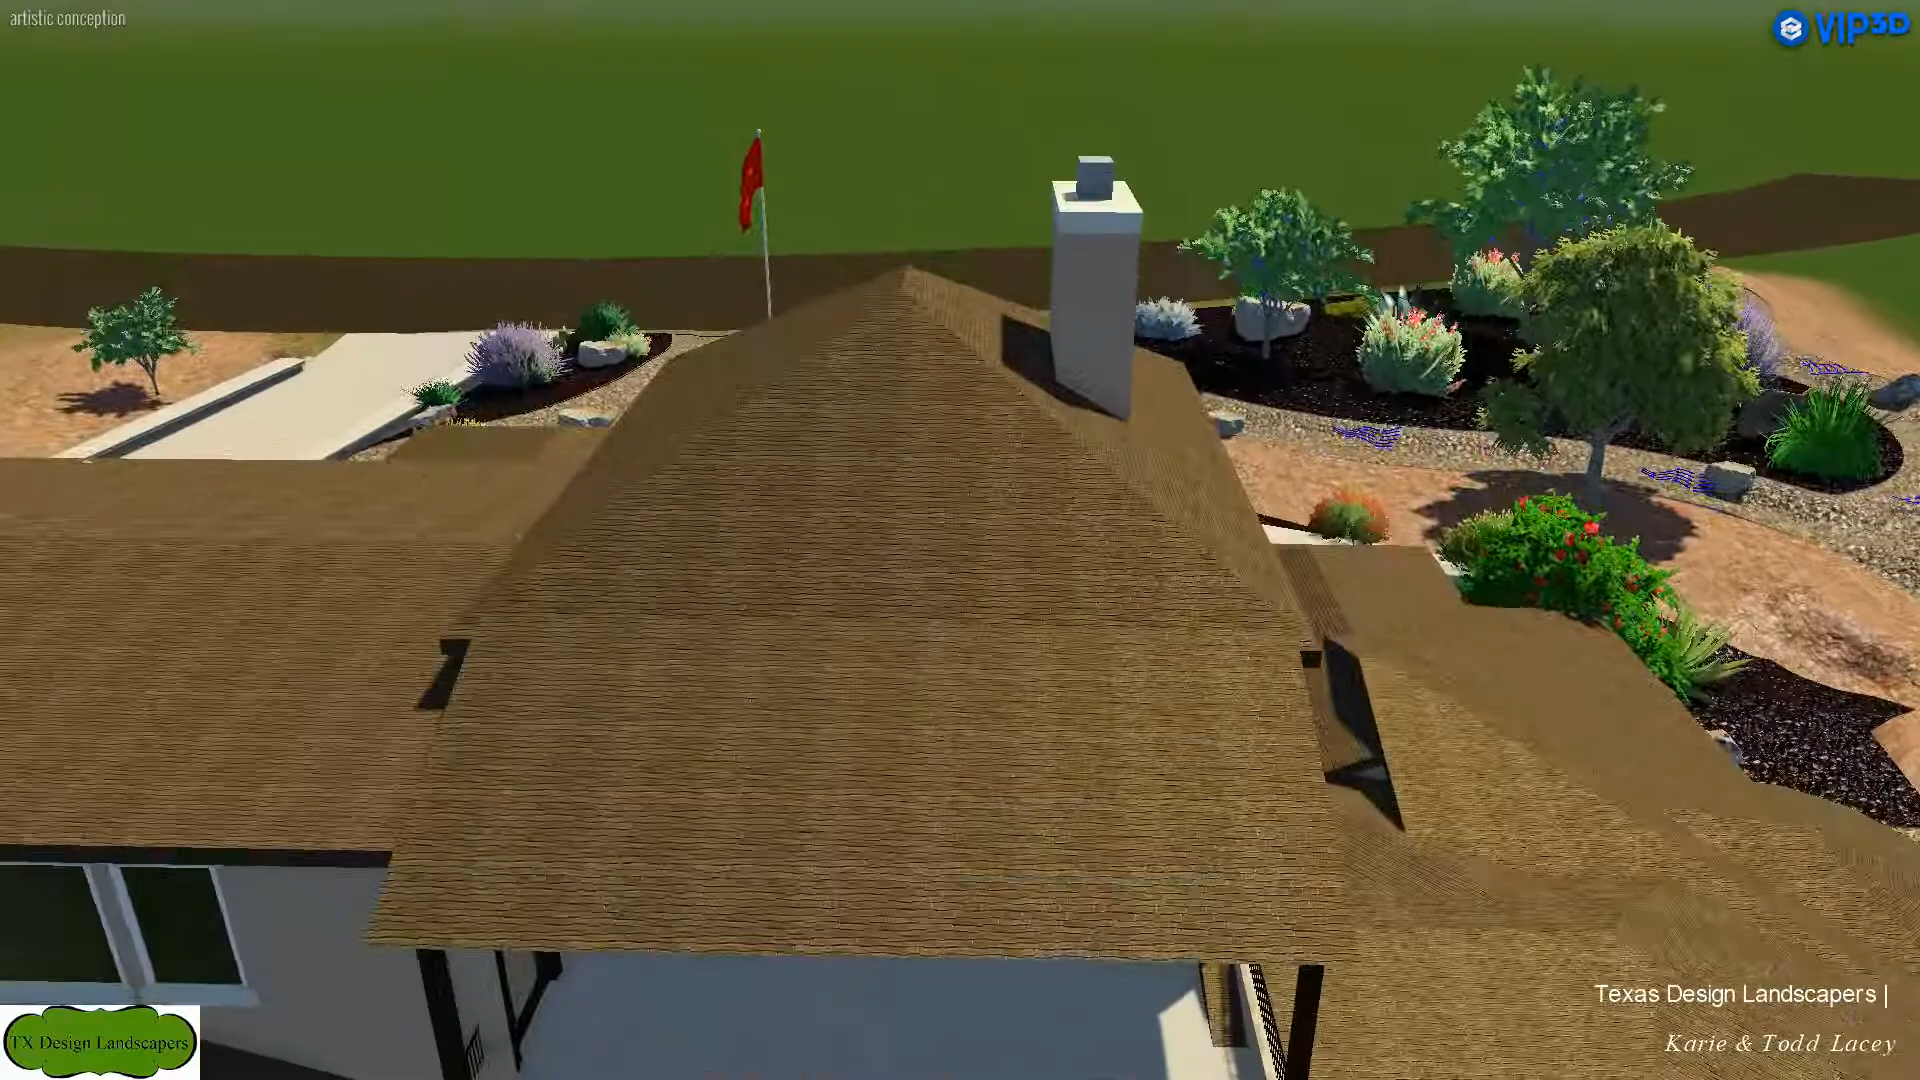 artistic conception
VIP3D
Texas Design Landscapers |
Karie & Todd Lacey
TX Design Landscapers